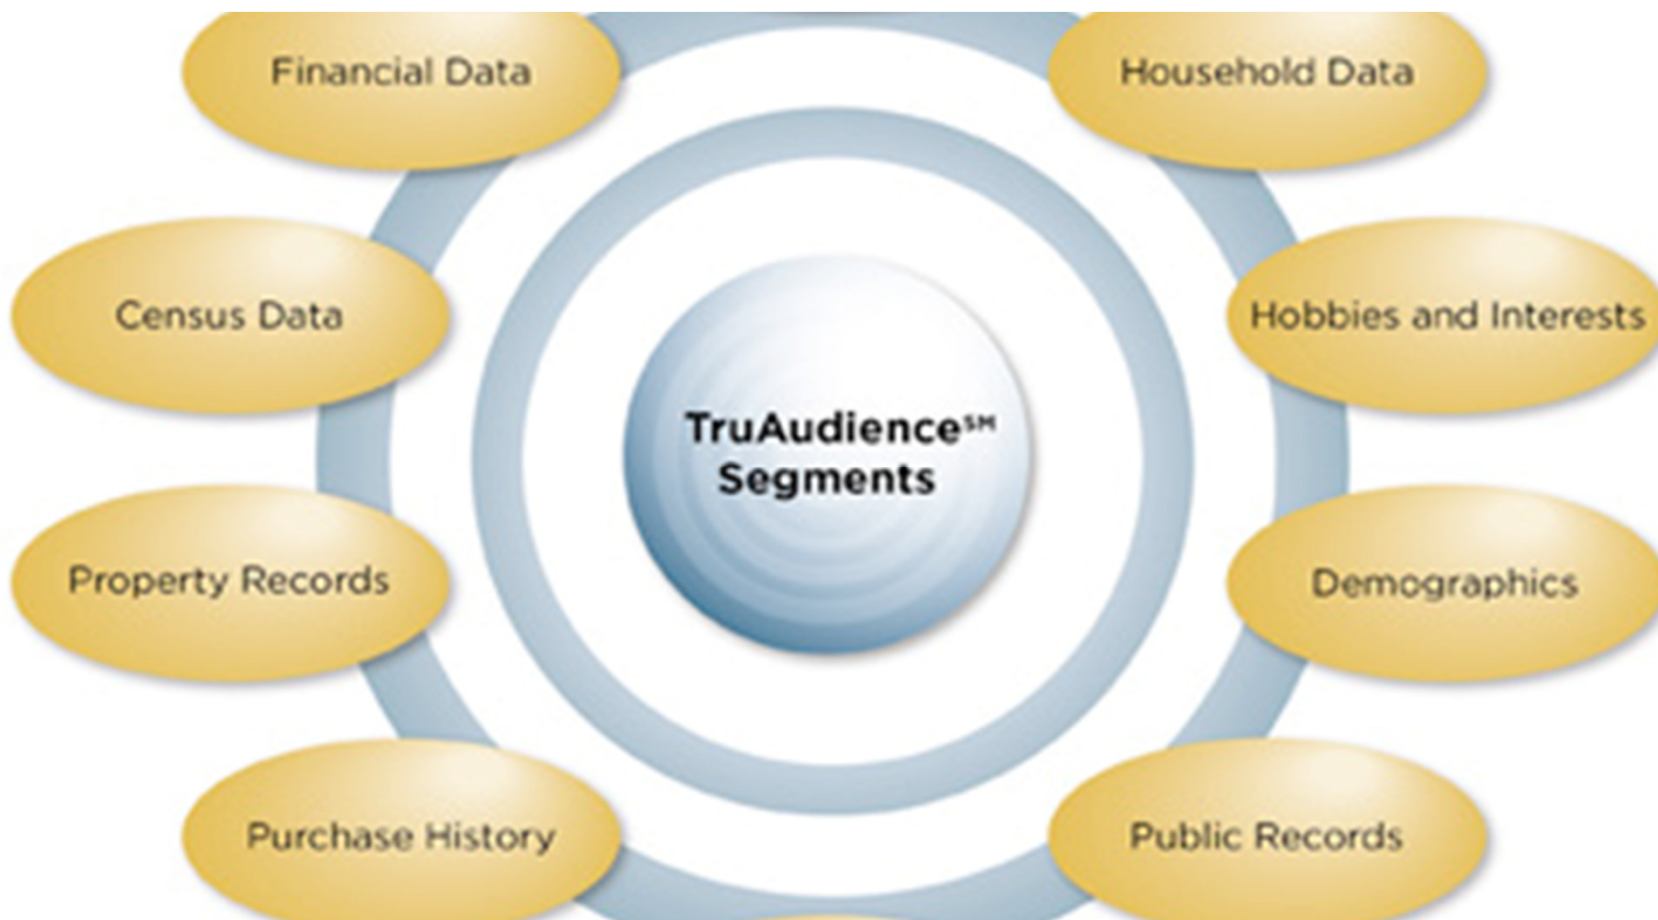 Financial Data
Household Data
Census Data
Hobbies and Interests
TruAudience℠
Segments
Property Records
Demographics
Purchase History
Public Records